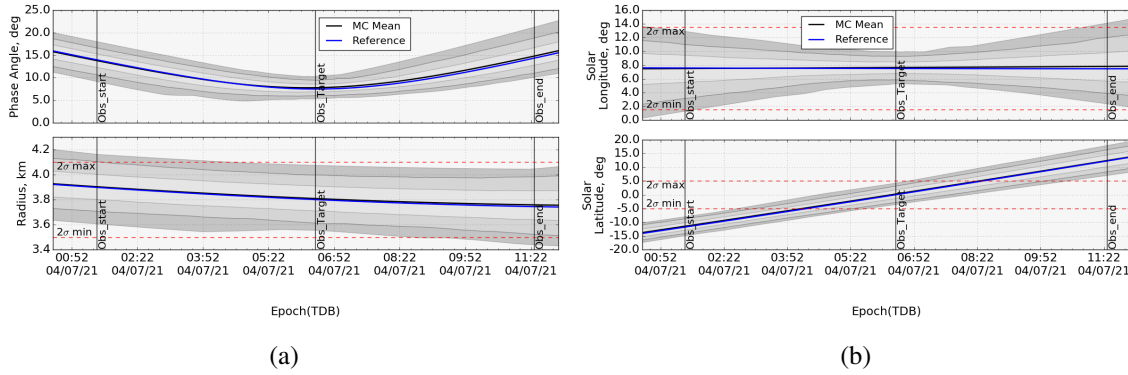 25.0
20.0
15.0
10.0
5.0
0.0
Phase Angle, deg
MC Mean
Reference
Obs_start
Obs_Target
Obs_end
4.2
4.0
3.8
3.6
3.4
Radius, km
2σ max
2σ min
Obs_start
Obs_Target
Obs_end
00:52 02:22 03:52 05:22 06:52 08:22 09:52 11:22
04/07/21 04/07/21 04/07/21 04/07/21 04/07/21 04/07/21 04/07/21 04/07/21
Epoch(TDB)
(a)
16.0
14.0
12.0
10.0
8.0
6.0
4.0
2.0
0.0
Solar
Longitude, deg
2σ max
2σ min
MC Mean
Reference
Obs_start
Obs_Target
Obs_end
20.0
15.0
10.0
5.0
0.0
-5.0
-10.0
-15.0
-20.0
Solar
Latitude, deg
2σ max
2σ min
Obs_start
Obs_Target
Obs_end
00:52 02:22 03:52 05:22 06:52 08:22 09:52 11:22
04/07/21 04/07/21 04/07/21 04/07/21 04/07/21 04/07/21 04/07/21 04/07/21
Epoch(TDB)
(b)